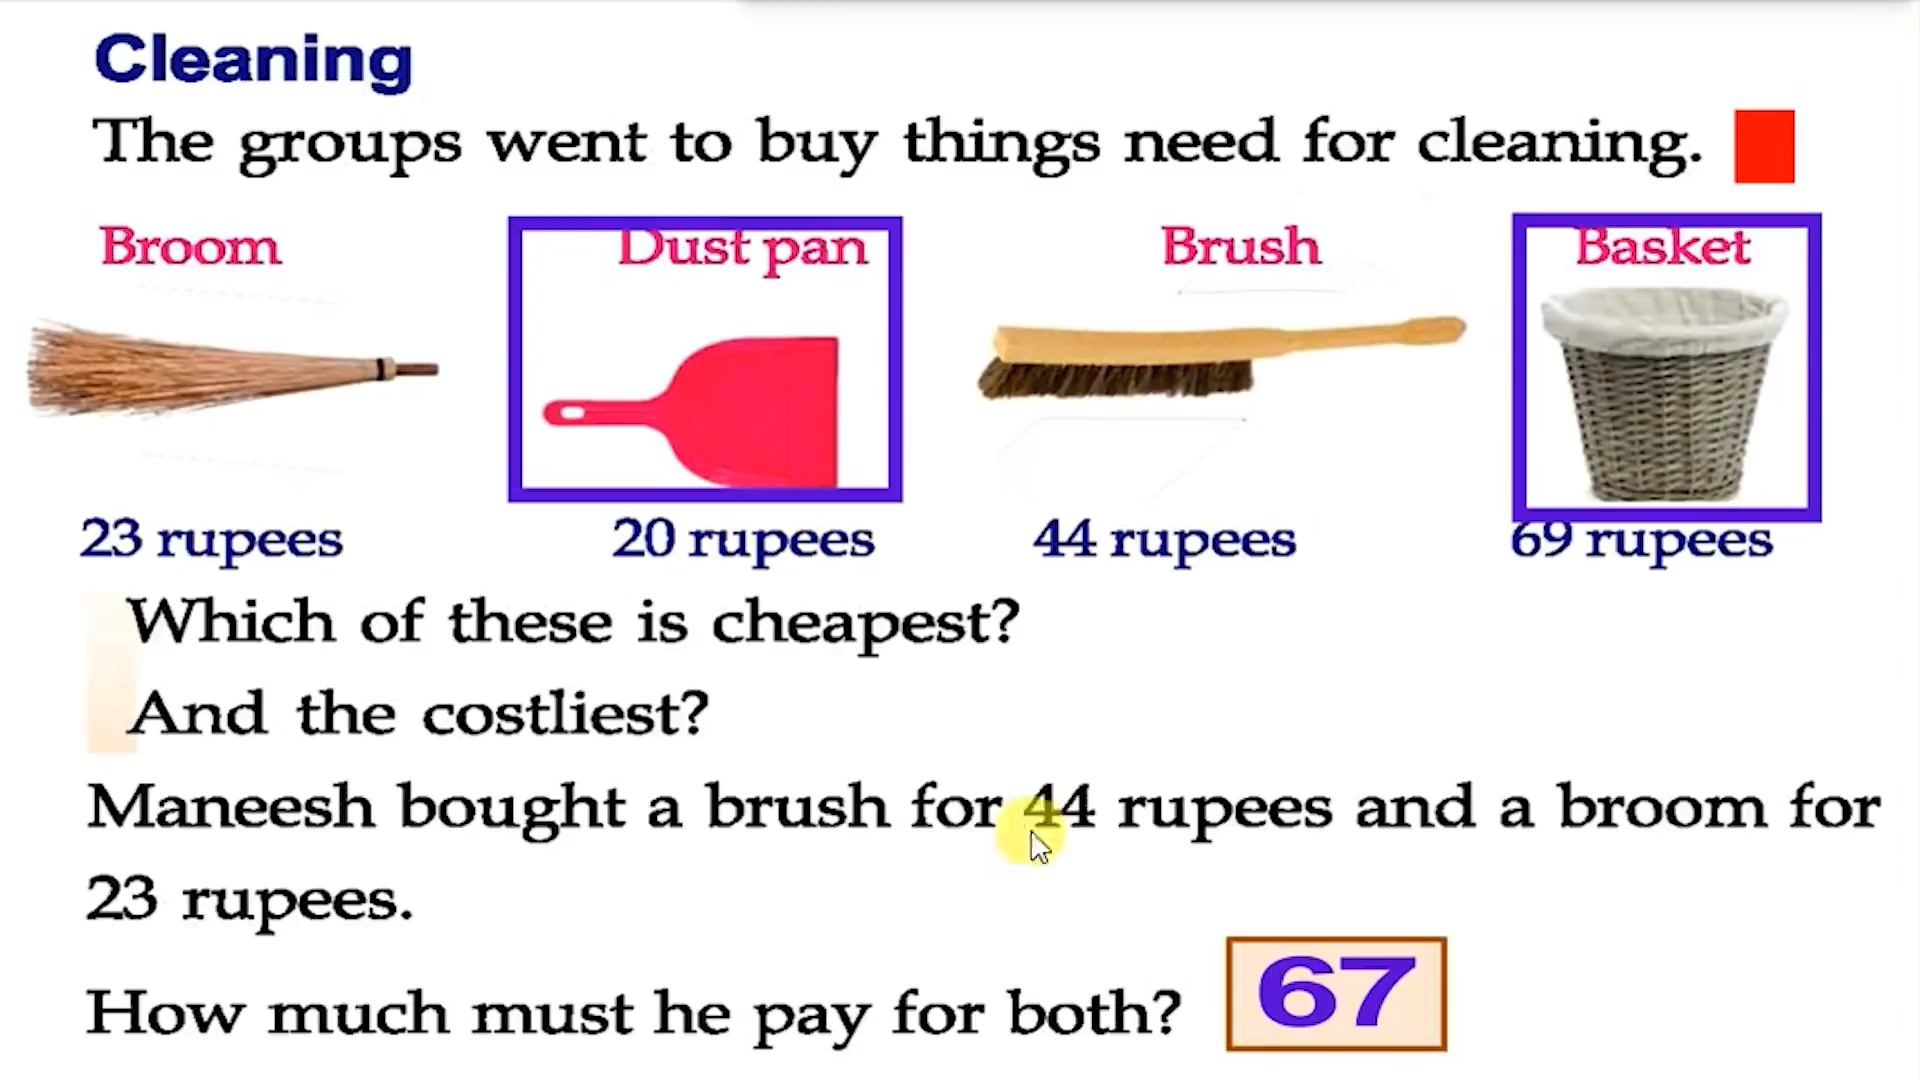 Cleaning
The groups went to buy things need for cleaning.
Broom Dust pan Brush Basket
23 rupees 20 rupees 44 rupees 69 rupees
Which of these is cheapest?
And the costliest?
Maneesh bought a brush for 44 rupees and a broom for
23 rupees.
How much must he pay for both? 67